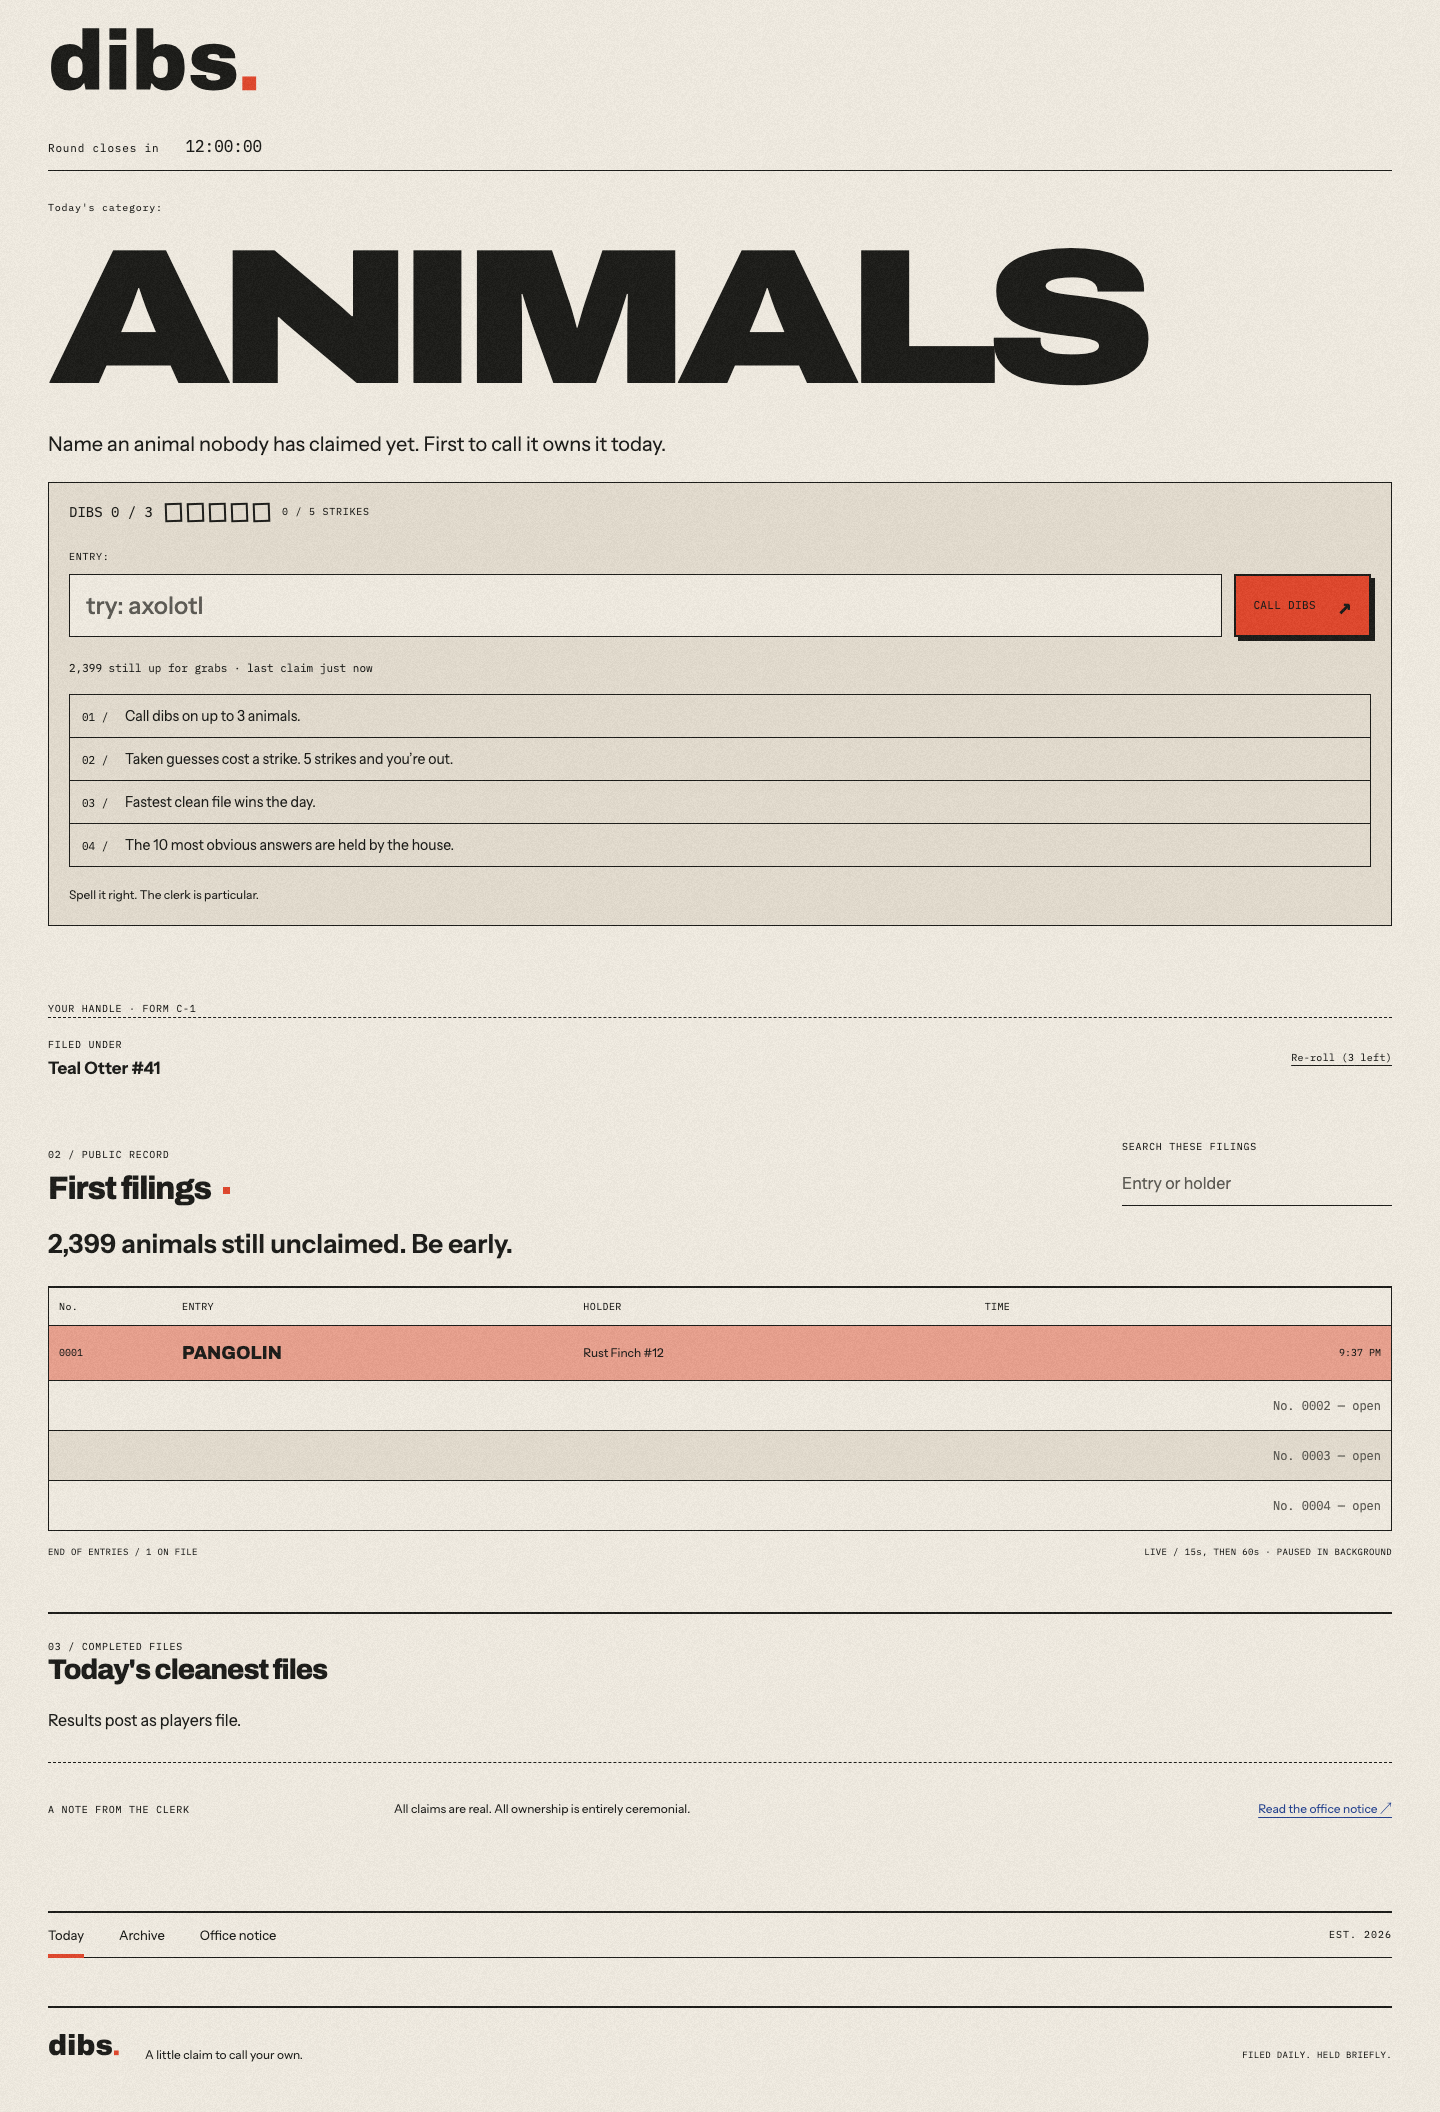 dibs.
Round closes in 12:00:00
Today's category:
ANIMALS
Name an animal nobody has claimed yet. First to call it owns it today.
DIBS 0 / 3 0 / 5 STRIKES
ENTRY:
try: axolotl
CALL DIBS ↗
2,399 still up for grabs · last claim just now
01 / Call dibs on up to 3 animals.
02 / Taken guesses cost a strike. 5 strikes and you’re out.
03 / Fastest clean file wins the day.
04 / The 10 most obvious answers are held by the house.
Spell it right. The clerk is particular.
YOUR HANDLE · FORM C-1
FILED UNDER
Teal Otter #41
Re-roll (3 left)
02 / PUBLIC RECORD
First filings
SEARCH THESE FILINGS
Entry or holder
2,399 animals still unclaimed. Be early.
No. ENTRY HOLDER TIME
0001 PANGOLIN Rust Finch #12 9:37 PM
No. 0002 — open
No. 0003 — open
No. 0004 — open
END OF ENTRIES / 1 ON FILE
LIVE / 15s, THEN 60s · PAUSED IN BACKGROUND
03 / COMPLETED FILES
Today's cleanest files
Results post as players file.
A NOTE FROM THE CLERK
All claims are real. All ownership is entirely ceremonial.
Read the office notice ↗
Today Archive Office notice
EST. 2026
dibs.
A little claim to call your own.
FILED DAILY. HELD BRIEFLY.